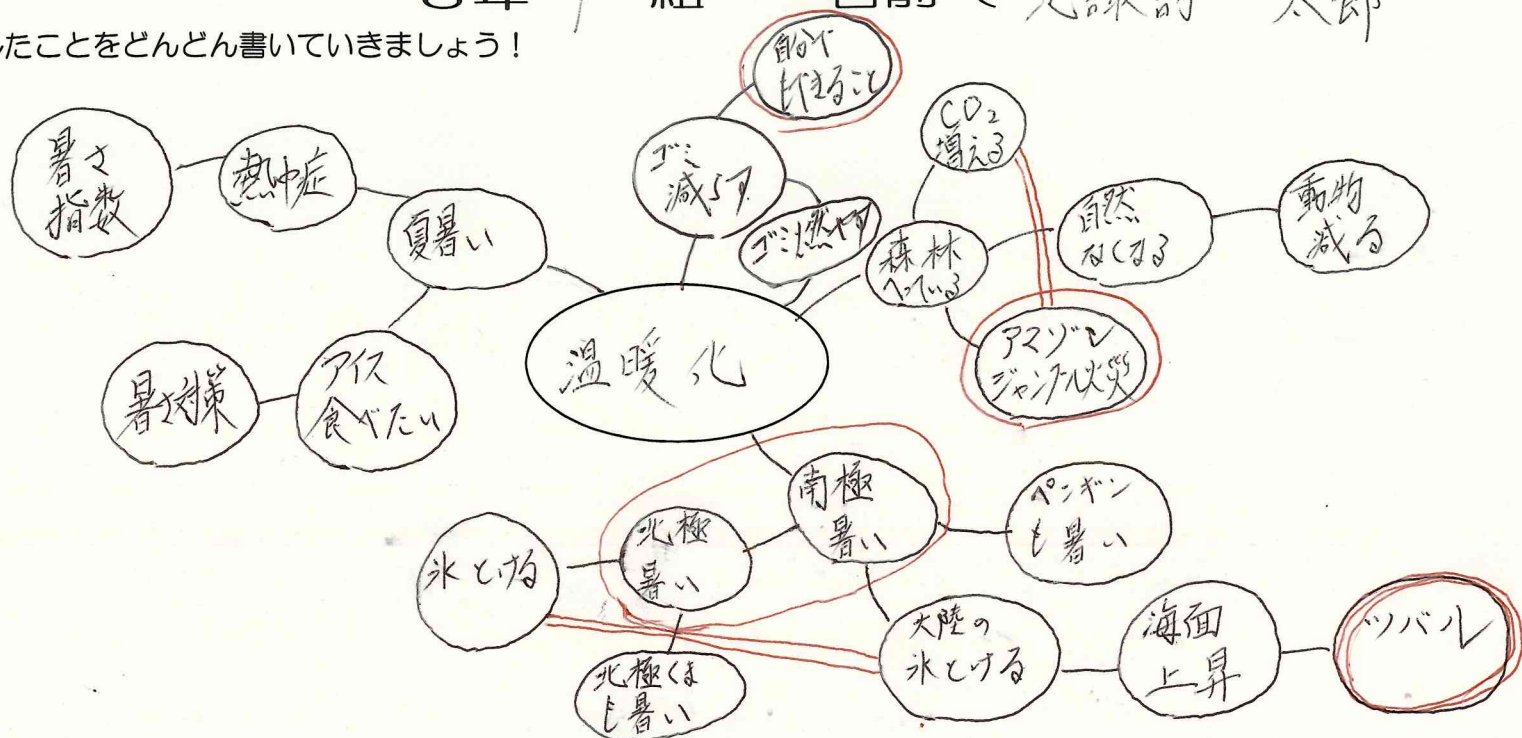 組
太郎
たことをどんどん書いていきましょう！
自分で
もできること
CO₂
増える
ゴミ
減らす
暑さ
指数
熱中症
夏暑い
ゴミ燃やす
森林
へっている
自然
なくなる
動物
減る
温暖化
アマゾン
ジャングル火災
暑さ対策
アイス
食べたい
南極
暑い
ペンギン
も暑い
北極
暑い
氷とける
大陸の
氷とける
海面
上昇
ツバル
北極くま
も暑い